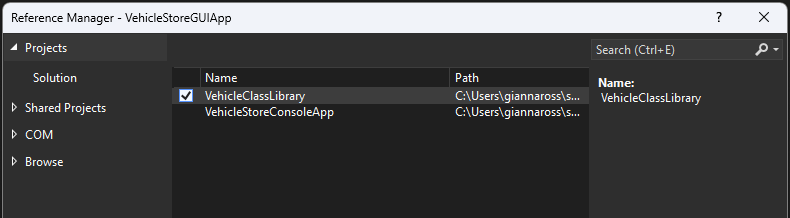 Reference Manager - VehicleStoreGUIApp
?
Projects
Solution
Shared Projects
COM
Browse
Name Path
VehicleClassLibrary C:\Users\giannaross\s...
VehicleStoreConsoleApp C:\Users\giannaross\s...
Search (Ctrl+E)
Name:
VehicleClassLibrary